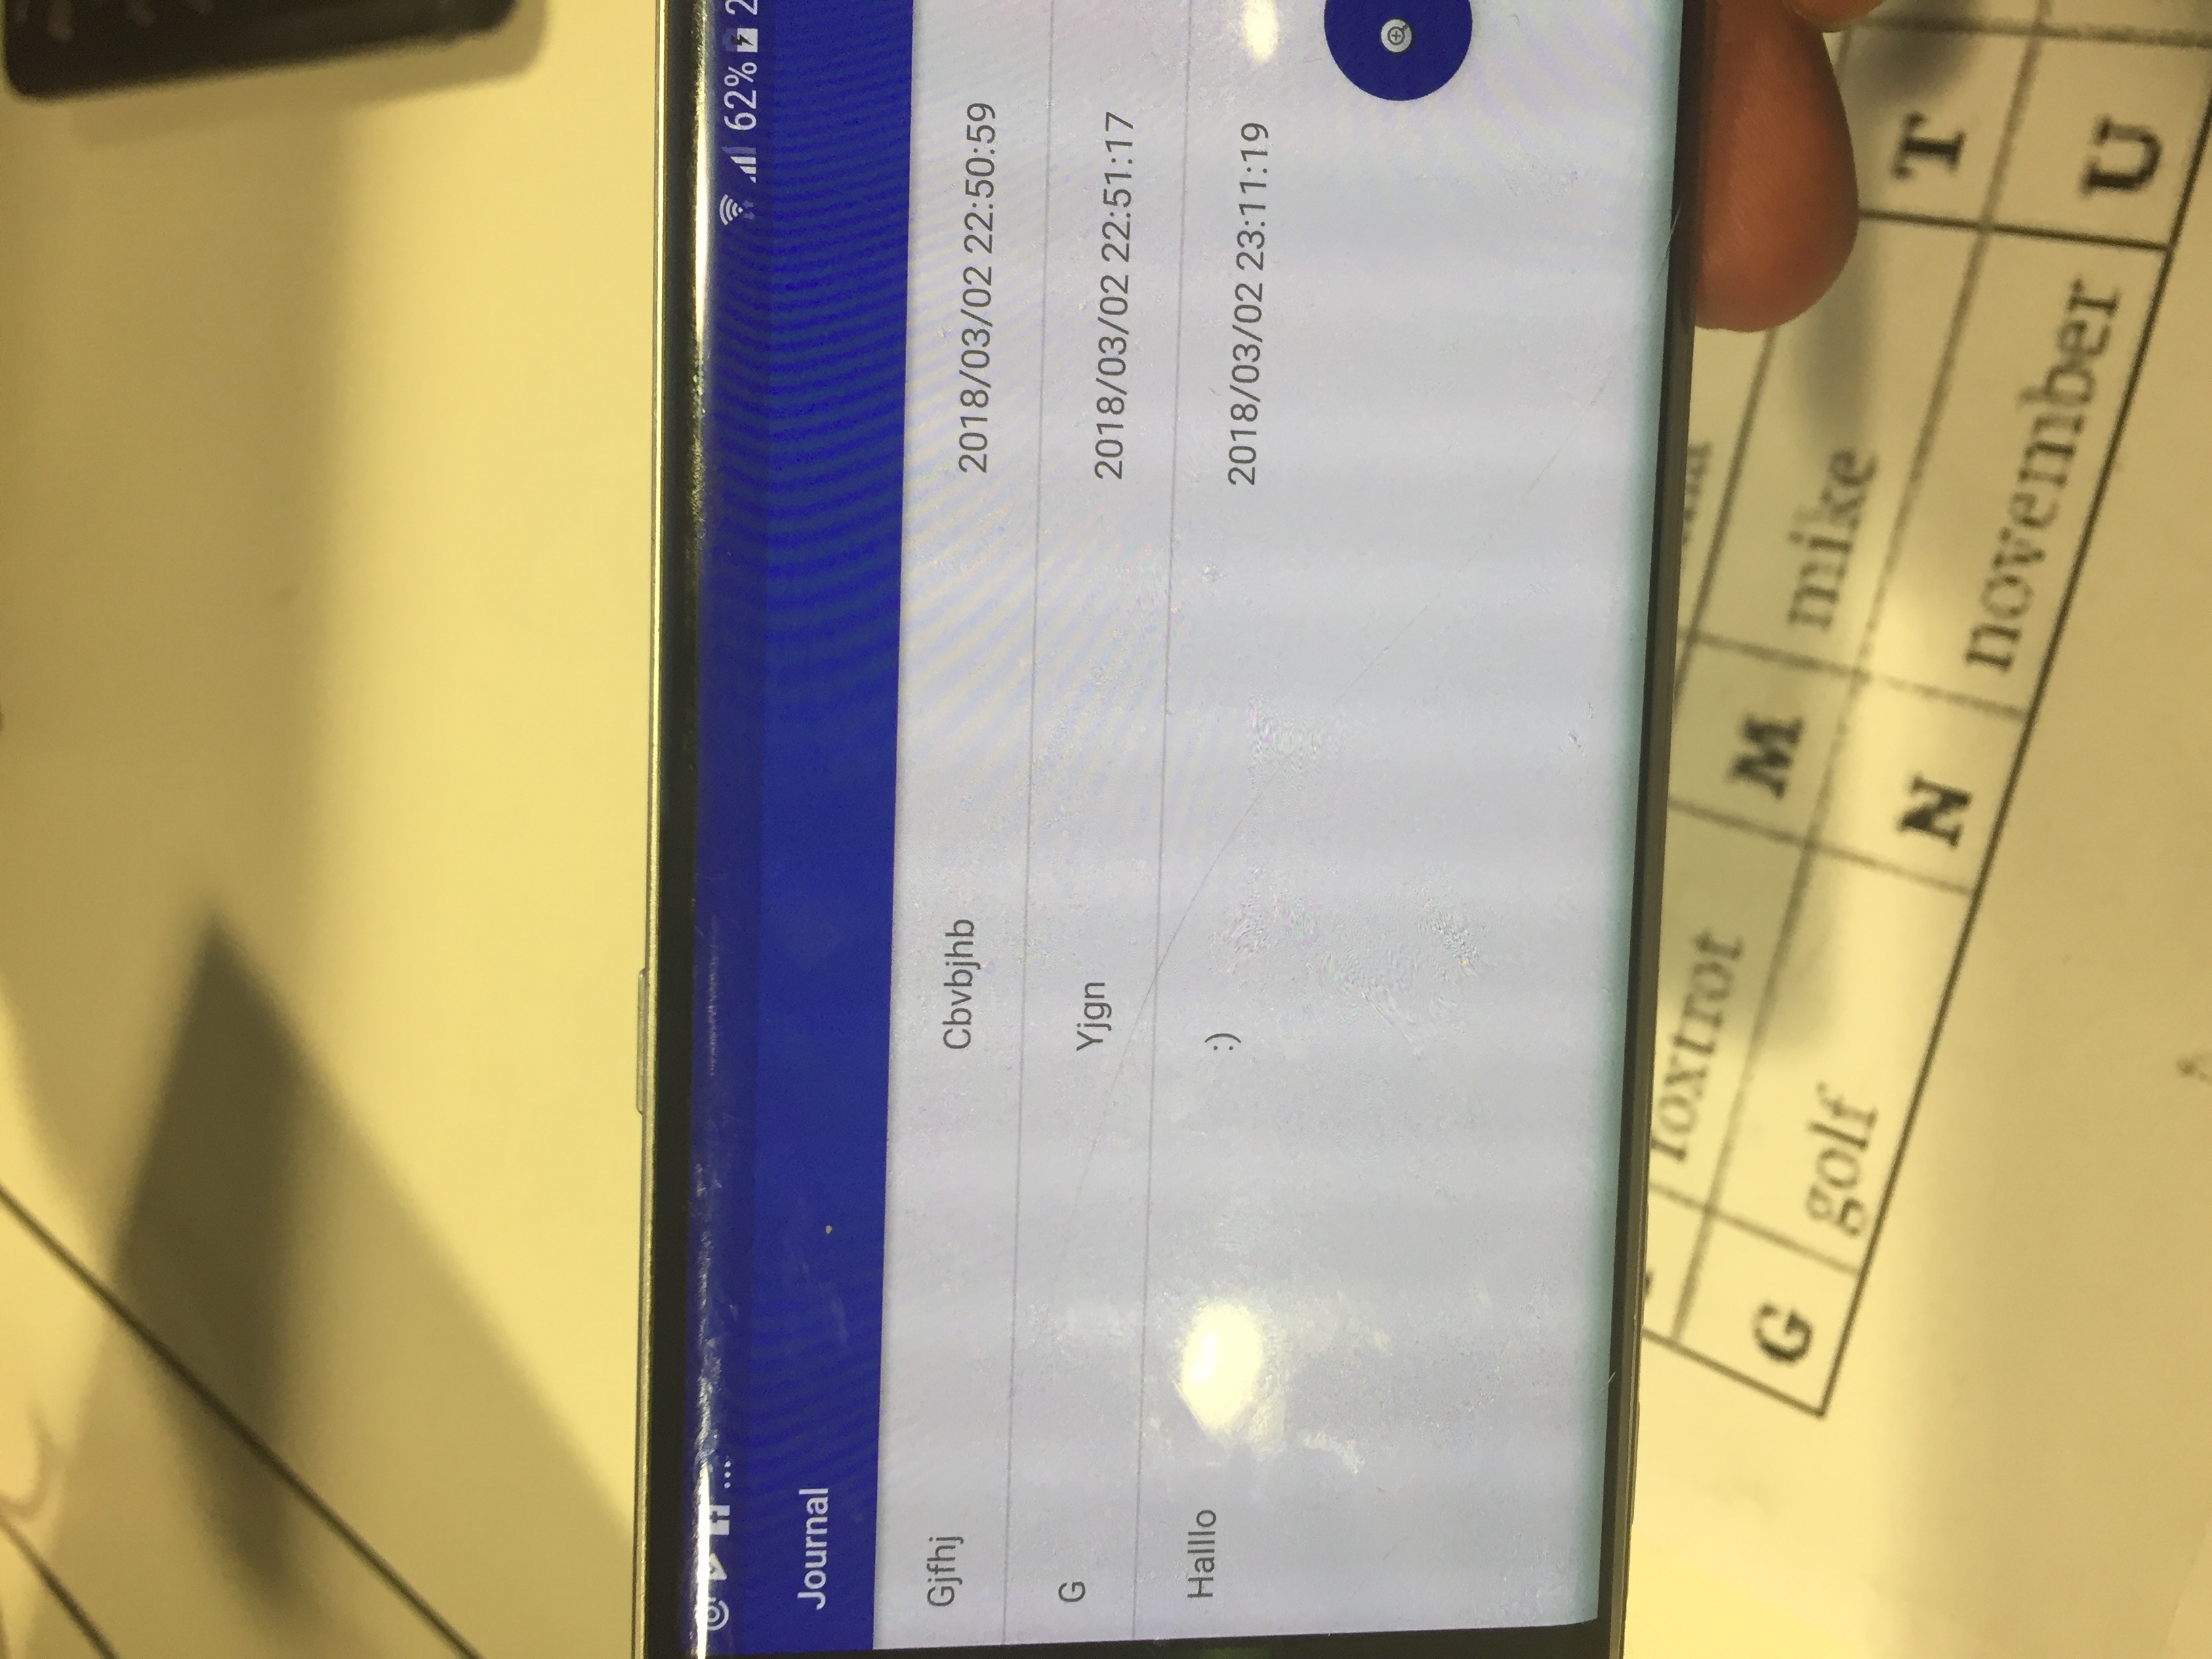 62% 2
Journal
Gjfhj Cbvbjhb 2018/03/02 22:50:59
G Yjgn 2018/03/02 22:51:17
Halllo :) 2018/03/02 23:11:19
foxtrot
G golf M mike T
N november U